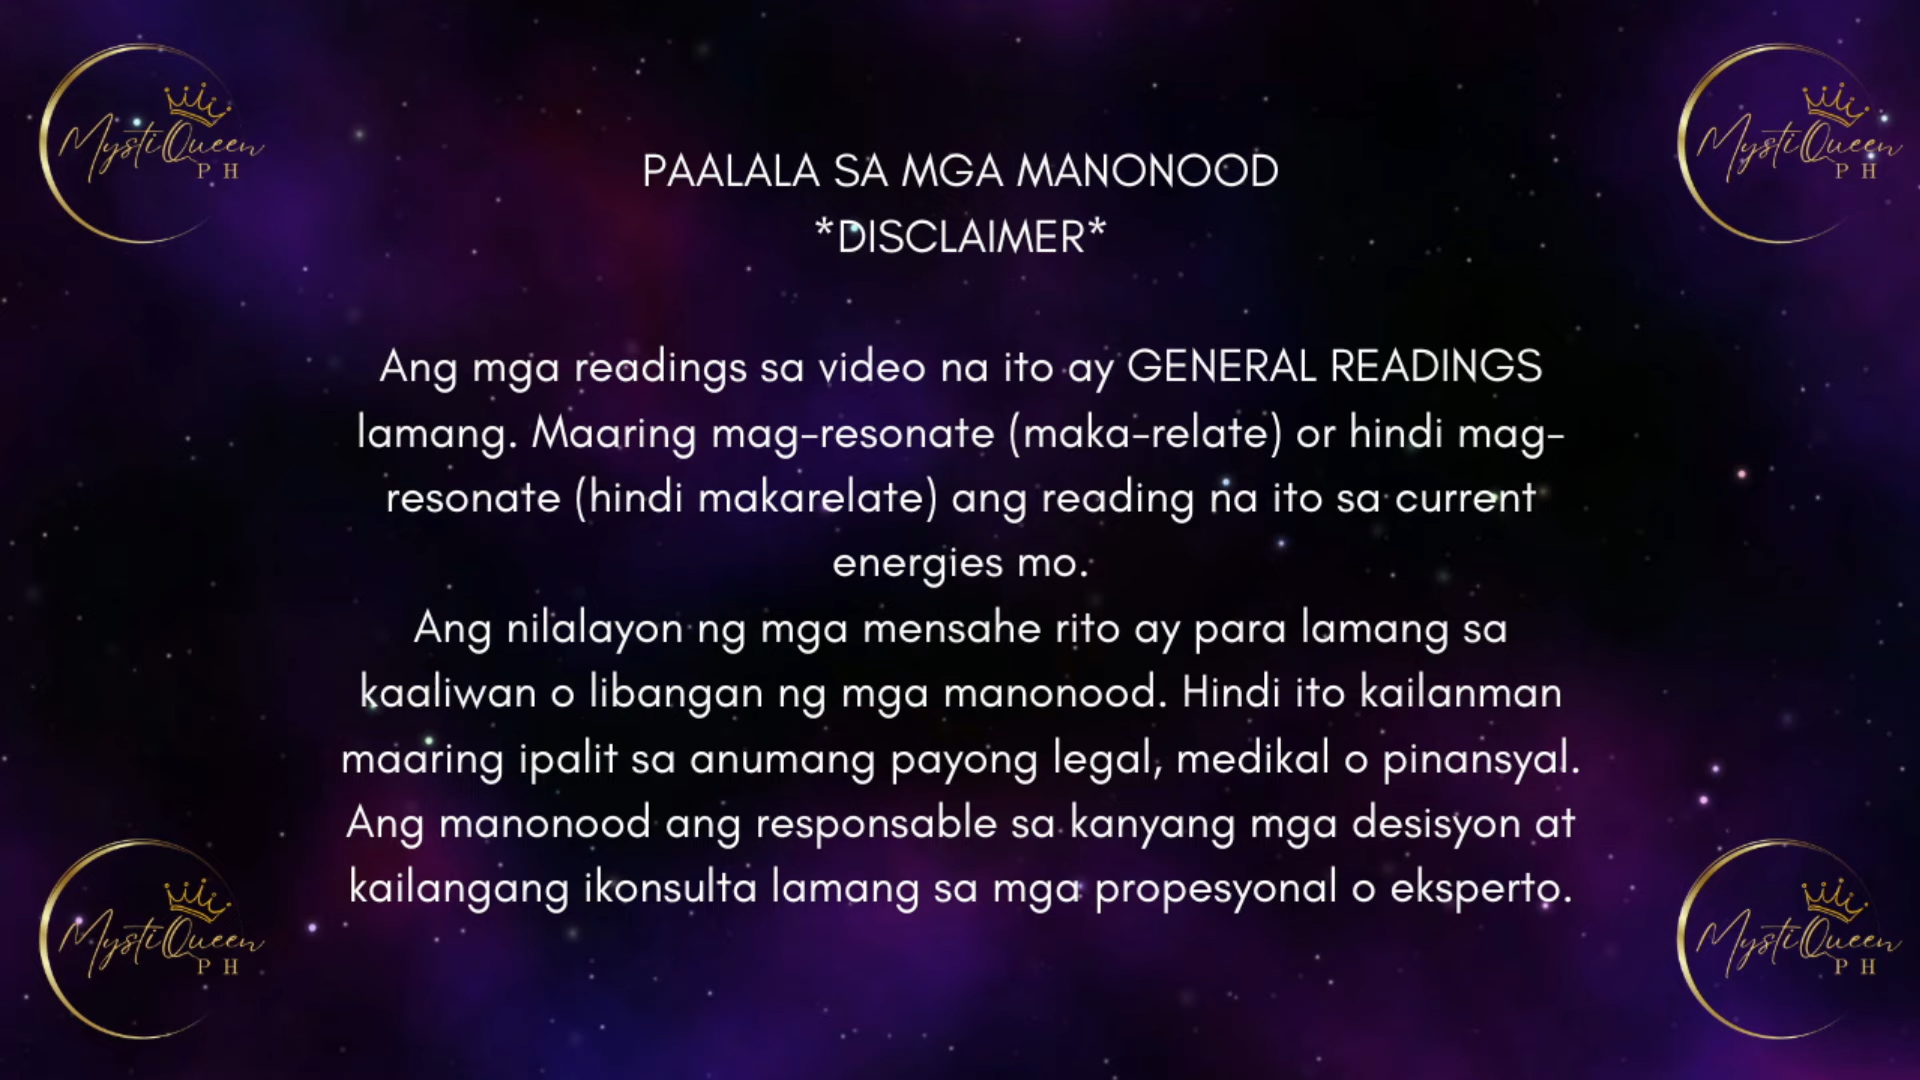 MystiQueen
PH
MystiQueen
PH
PAALALA SA MGA MANONOOD
*DISCLAIMER*
Ang mga readings sa video na ito ay GENERAL READINGS
lamang. Maaring mag-resonate (maka-relate) or hindi mag-
resonate (hindi makarelate) ang reading na ito sa current
energies mo.
Ang nilalayon ng mga mensahe rito ay para lamang sa
kaaliwan o libangan ng mga manonood. Hindi ito kailanman
maaring ipalit sa anumang payong legal, medikal o pinansyal.
Ang manonood ang responsable sa kanyang mga desisyon at
kailangang ikonsulta lamang sa mga propesyonal o eksperto.
MystiQueen
PH
MystiQueen
PH